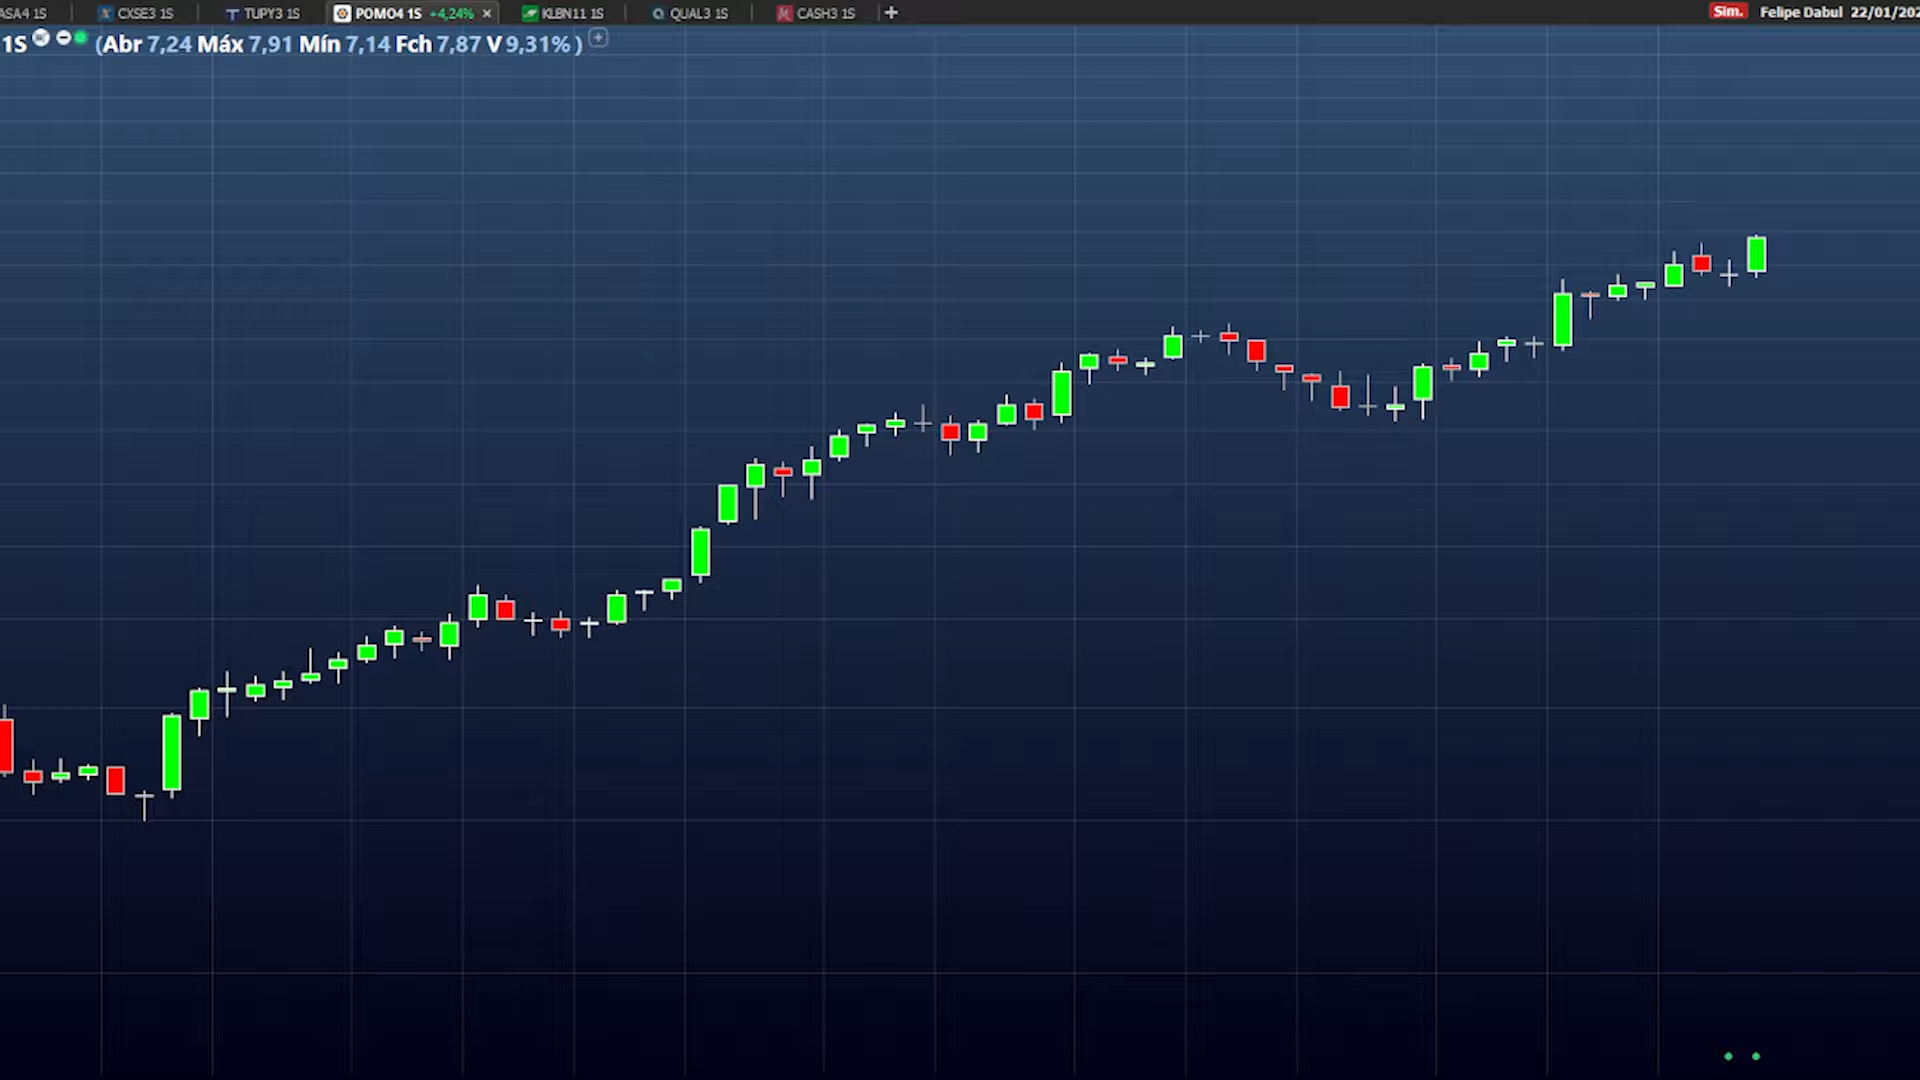 ASA4 1S CXSE3 1S TUPY3 1S POMO4 1S +4,24% × KLBN11 1S QUAL3 1S CASH3 1S + Sim. Felipe Dabul 22/01/202
1S (Abr 7,24 Máx 7,91 Mín 7,14 Fch 7,87 V 9,31% )